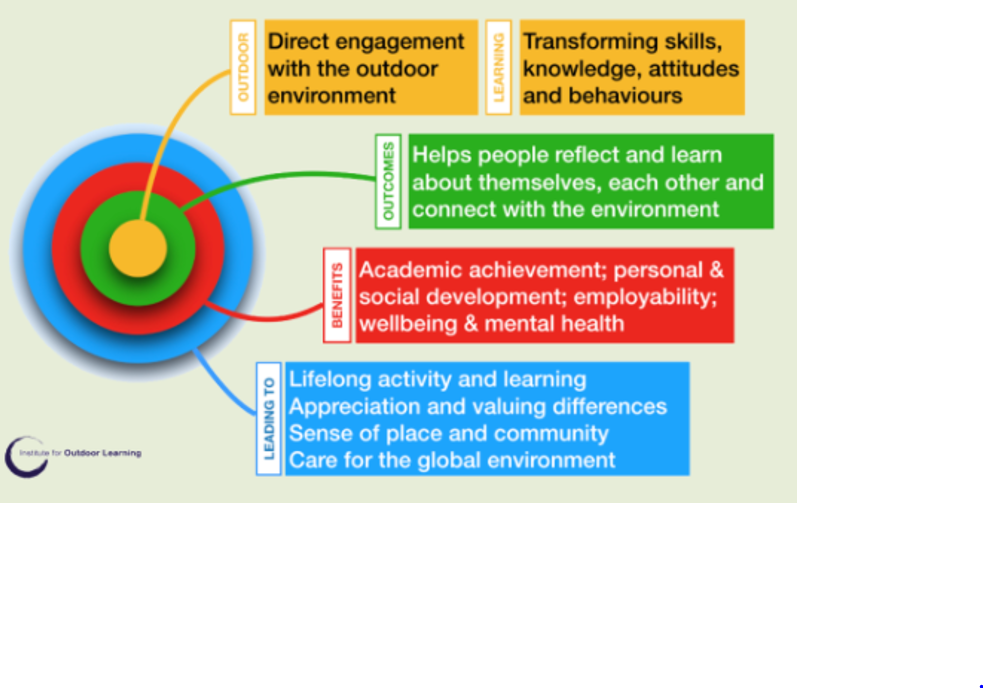 OUTDOOR
Direct engagement
with the outdoor
environment
LEARNING
Transforming skills,
knowledge, attitudes
and behaviours
OUTCOMES
Helps people reflect and learn
about themselves, each other and
connect with the environment
BENEFITS
Academic achievement; personal &
social development; employability;
wellbeing & mental health
LEADING TO
Lifelong activity and learning
Appreciation and valuing differences
Sense of place and community
Care for the global environment
Institute for Outdoor Learning